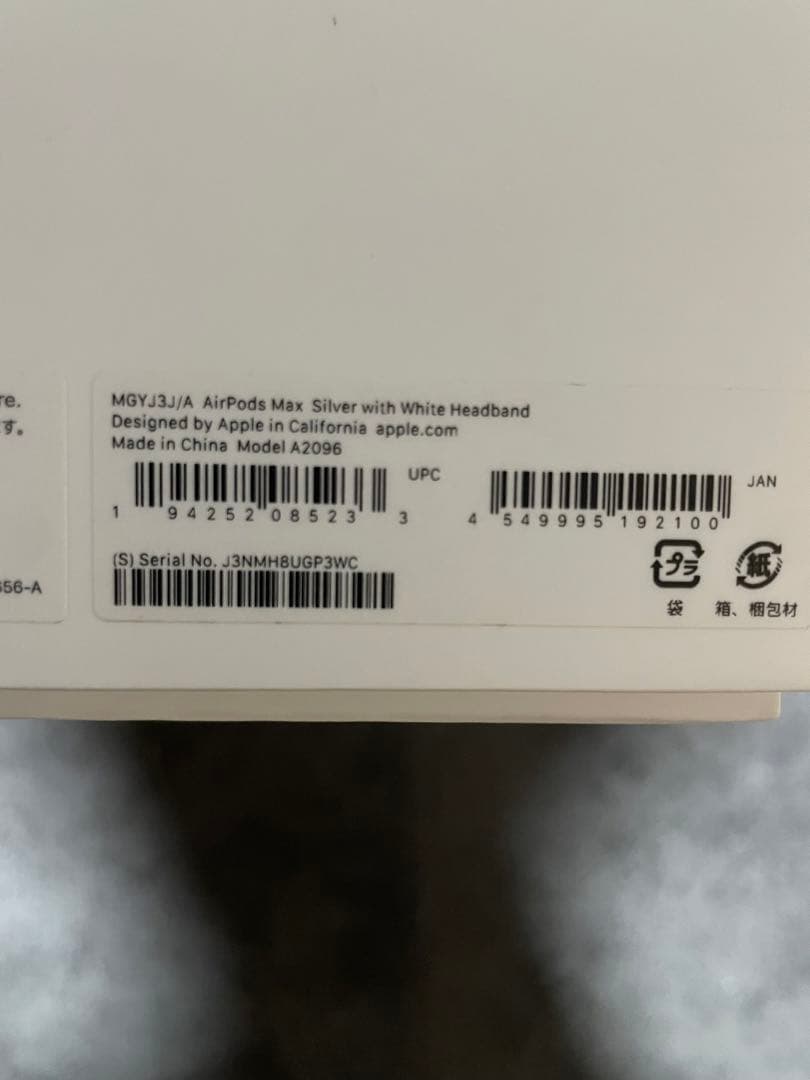 re.
す。
656-A
MGYJ3J/A AirPods Max Silver with White Headband
Designed by Apple in California apple.com
Made in China Model A2096
UPC
1 94252 08523 3
JAN
4 549995 192100
(S) Serial No. J3NMH8UGP3WC
プラ
袋
紙
箱、梱包材